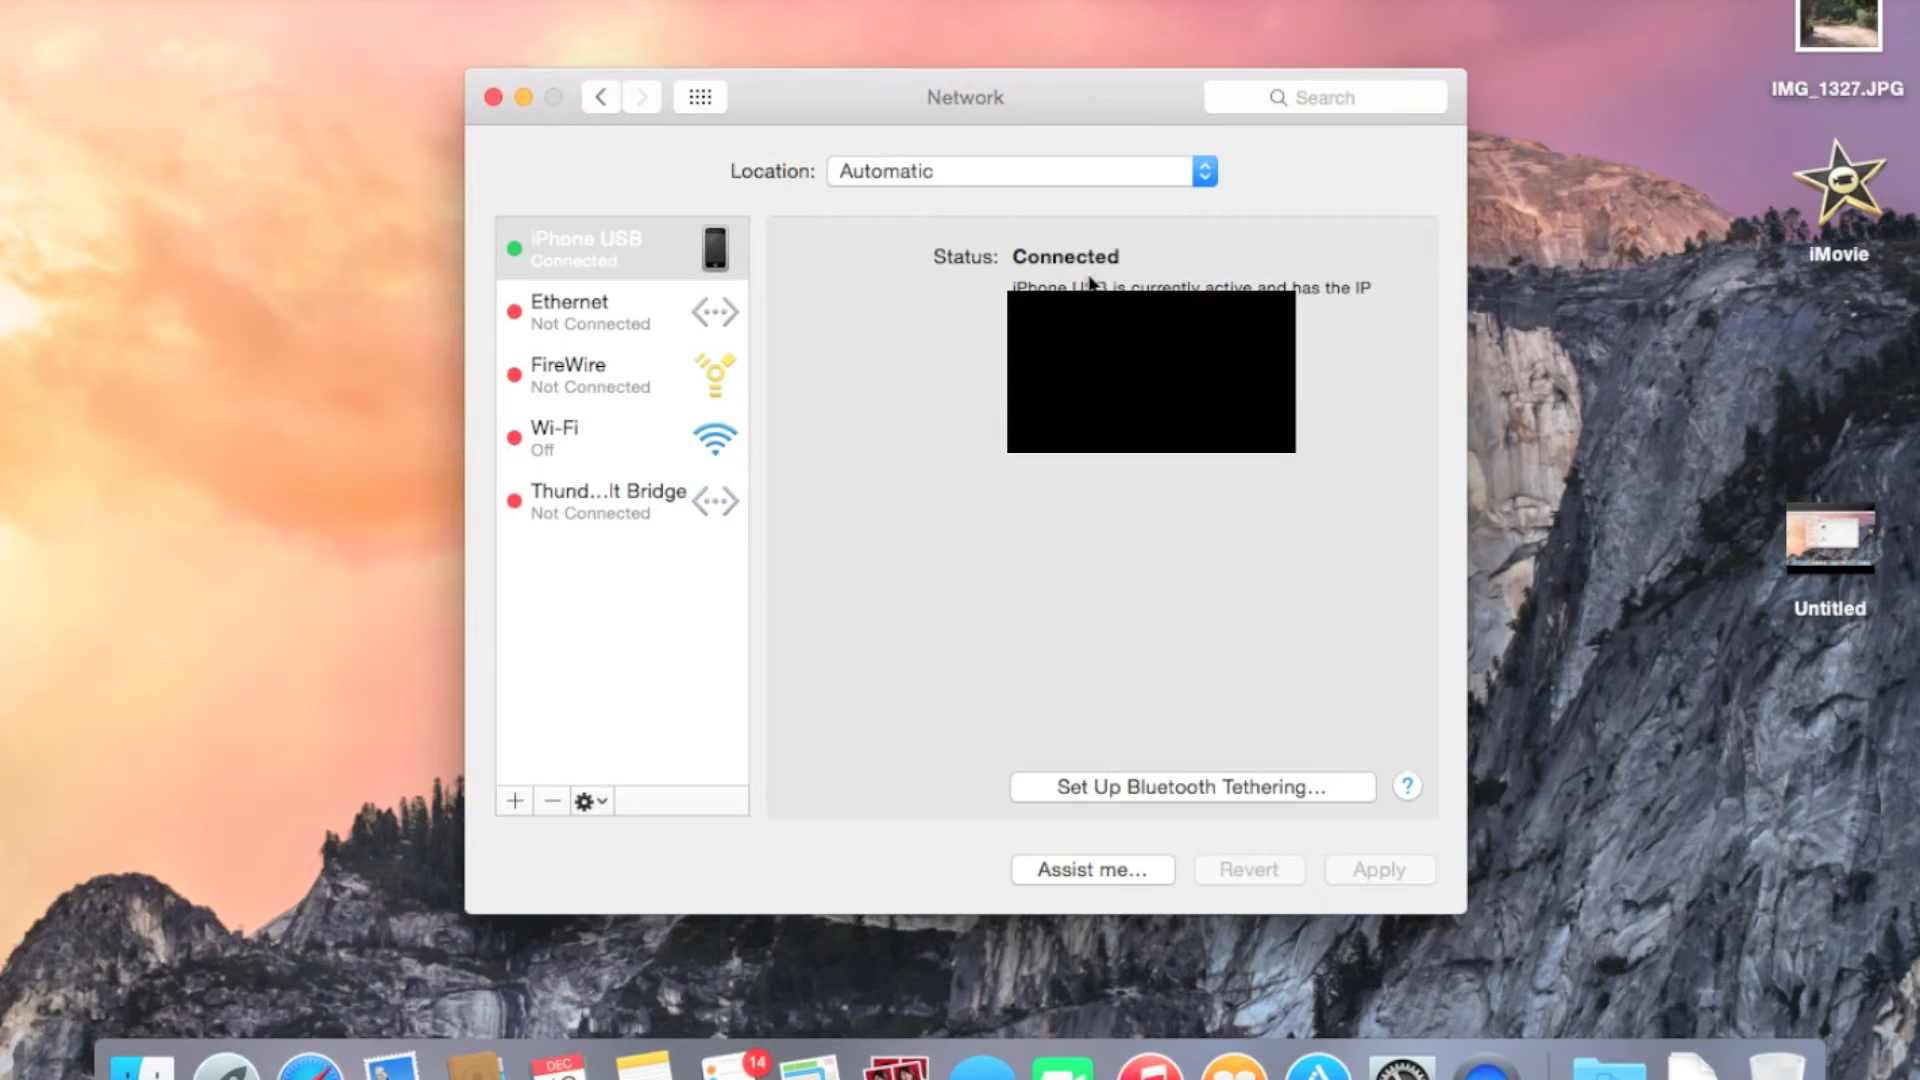 Network
Search
IMG_1327.JPG
Location: Automatic
iMovie
iPhone USB
Connected
Status: Connected
iPhone USB is currently active and has the IP
Ethernet
Not Connected
FireWire
Not Connected
Wi-Fi
Off
Thund...lt Bridge
Not Connected
Untitled
Set Up Bluetooth Tethering...
?
Assist me...
Revert
Apply
DEC
14